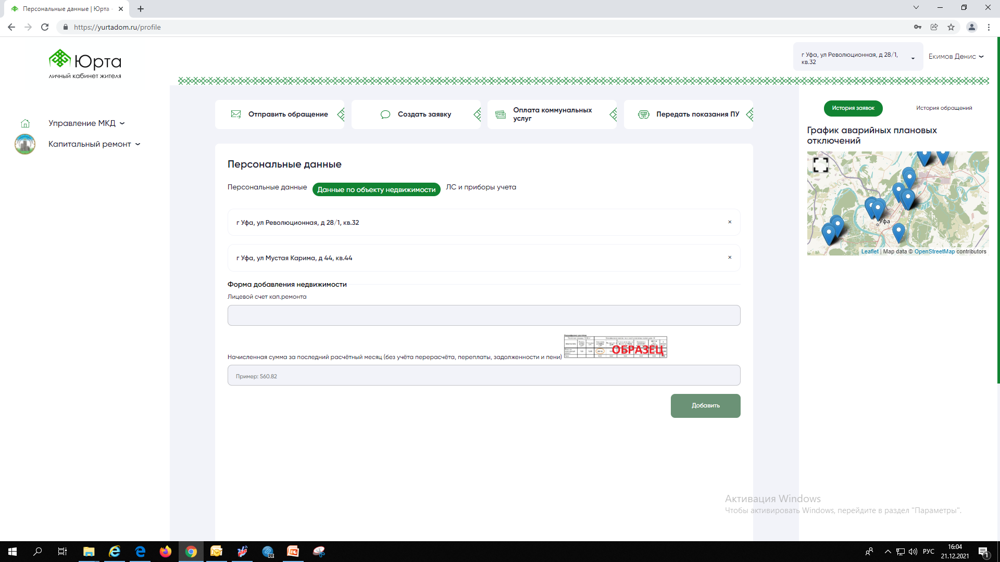 Персональные данные | Юрта -
https://yurtadom.ru/profile
Юрта
личный кабинет жителя
г Уфа, ул Революционная, д 28/1,
кв.32
Екимов Денис
Управление МКД
Капитальный ремонт
Отправить обращение
Создать заявку
Оплата коммунальных
услуг
Передать показания ПУ
История заявок
История обращений
График аварийных плановых
отключений
Уфа
Leaflet | Map data © OpenStreetMap contributors
Персональные данные
Персональные данные
Данные по объекту недвижимости
ЛС и приборы учета
г Уфа, ул Революционная, д 28/1, кв.32
×
г Уфа, ул Мустая Карима, д 44, кв.44
×
Форма добавления недвижимости
Лицевой счет кап.ремонта
ОБРАЗЕЦ
Начисленная сумма за последний расчётный месяц (без учёта перерасчёта, переплаты, задолженности и пени)
Пример: 560.82
Добавить
Активация Windows
Чтобы активировать Windows, перейдите в раздел "Параметры".
РУС
16:04
21.12.2021
1